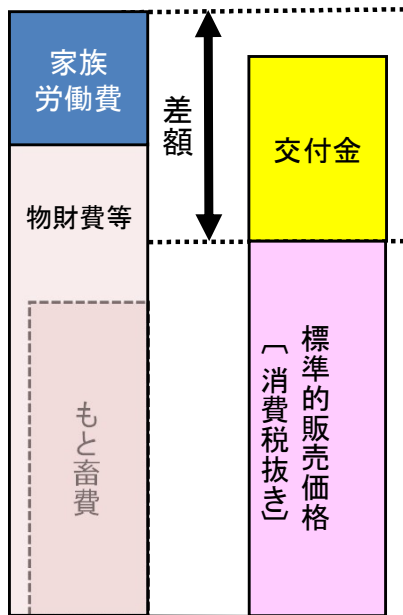 家族
労働費
差額
交付金
物財費等
もと畜費
標準的販売価格
〔消費税抜き〕